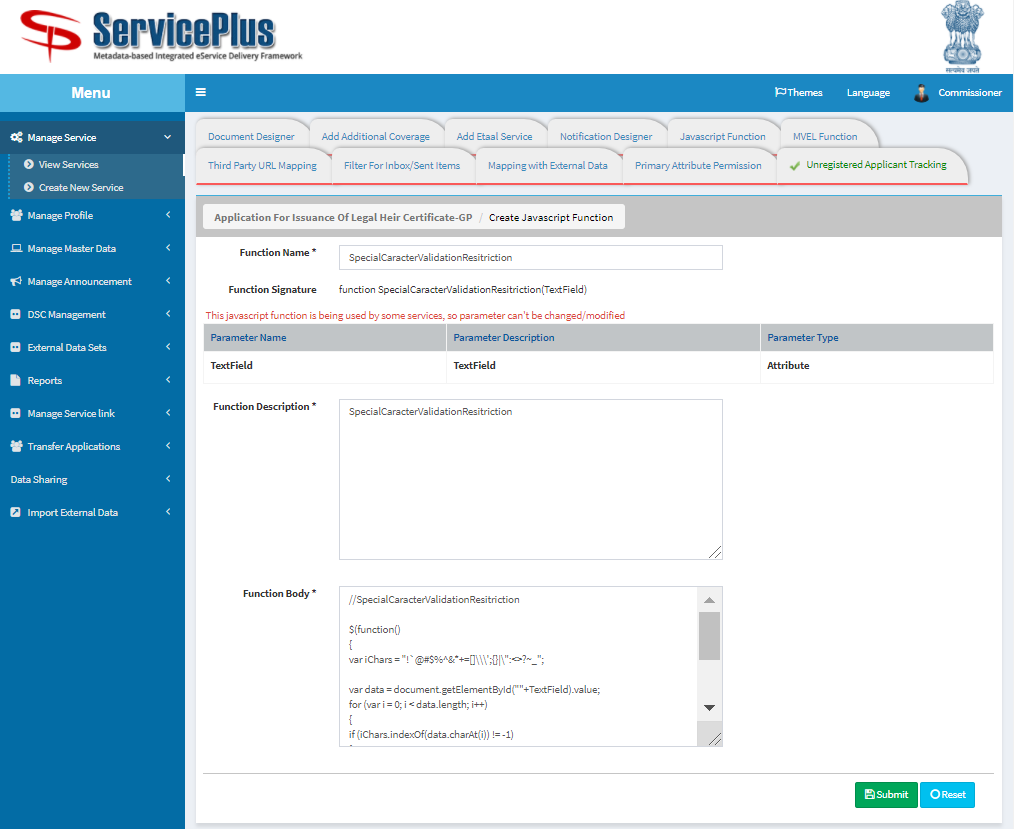 ServicePlus
Metadata-based Integrated eService Delivery Framework
सत्यमेव जयते
Menu
Themes Language Commissioner
Manage Service
View Services
Create New Service
Manage Profile
Manage Master Data
Manage Announcement
DSC Management
External Data Sets
Reports
Manage Service link
Transfer Applications
Data Sharing
Import External Data
Document Designer Add Additional Coverage Add Etaal Service Notification Designer Javascript Function MVEL Function
Third Party URL Mapping Filter For Inbox/Sent Items Mapping with External Data Primary Attribute Permission Unregistered Applicant Tracking
Application For Issuance Of Legal Heir Certificate-GP / Create Javascript Function
Function Name * SpecialCaracterValidationResitriction
Function Signature function SpecialCaracterValidationResitriction(TextField)
This javascript function is being used by some services, so parameter can't be changed/modified
Parameter Name Parameter Description Parameter Type
TextField TextField Attribute
Function Description * SpecialCaracterValidationResitriction
Function Body * //SpecialCaracterValidationResitriction
$(function()
{
var iChars = "!`@#$%^&*+=[]\\\';{}|\":<>?~_";
var data = document.getElementById(""+TextField).value;
for (var i = 0; i < data.length; i++)
{
if (iChars.indexOf(data.charAt(i)) != -1)
Submit Reset